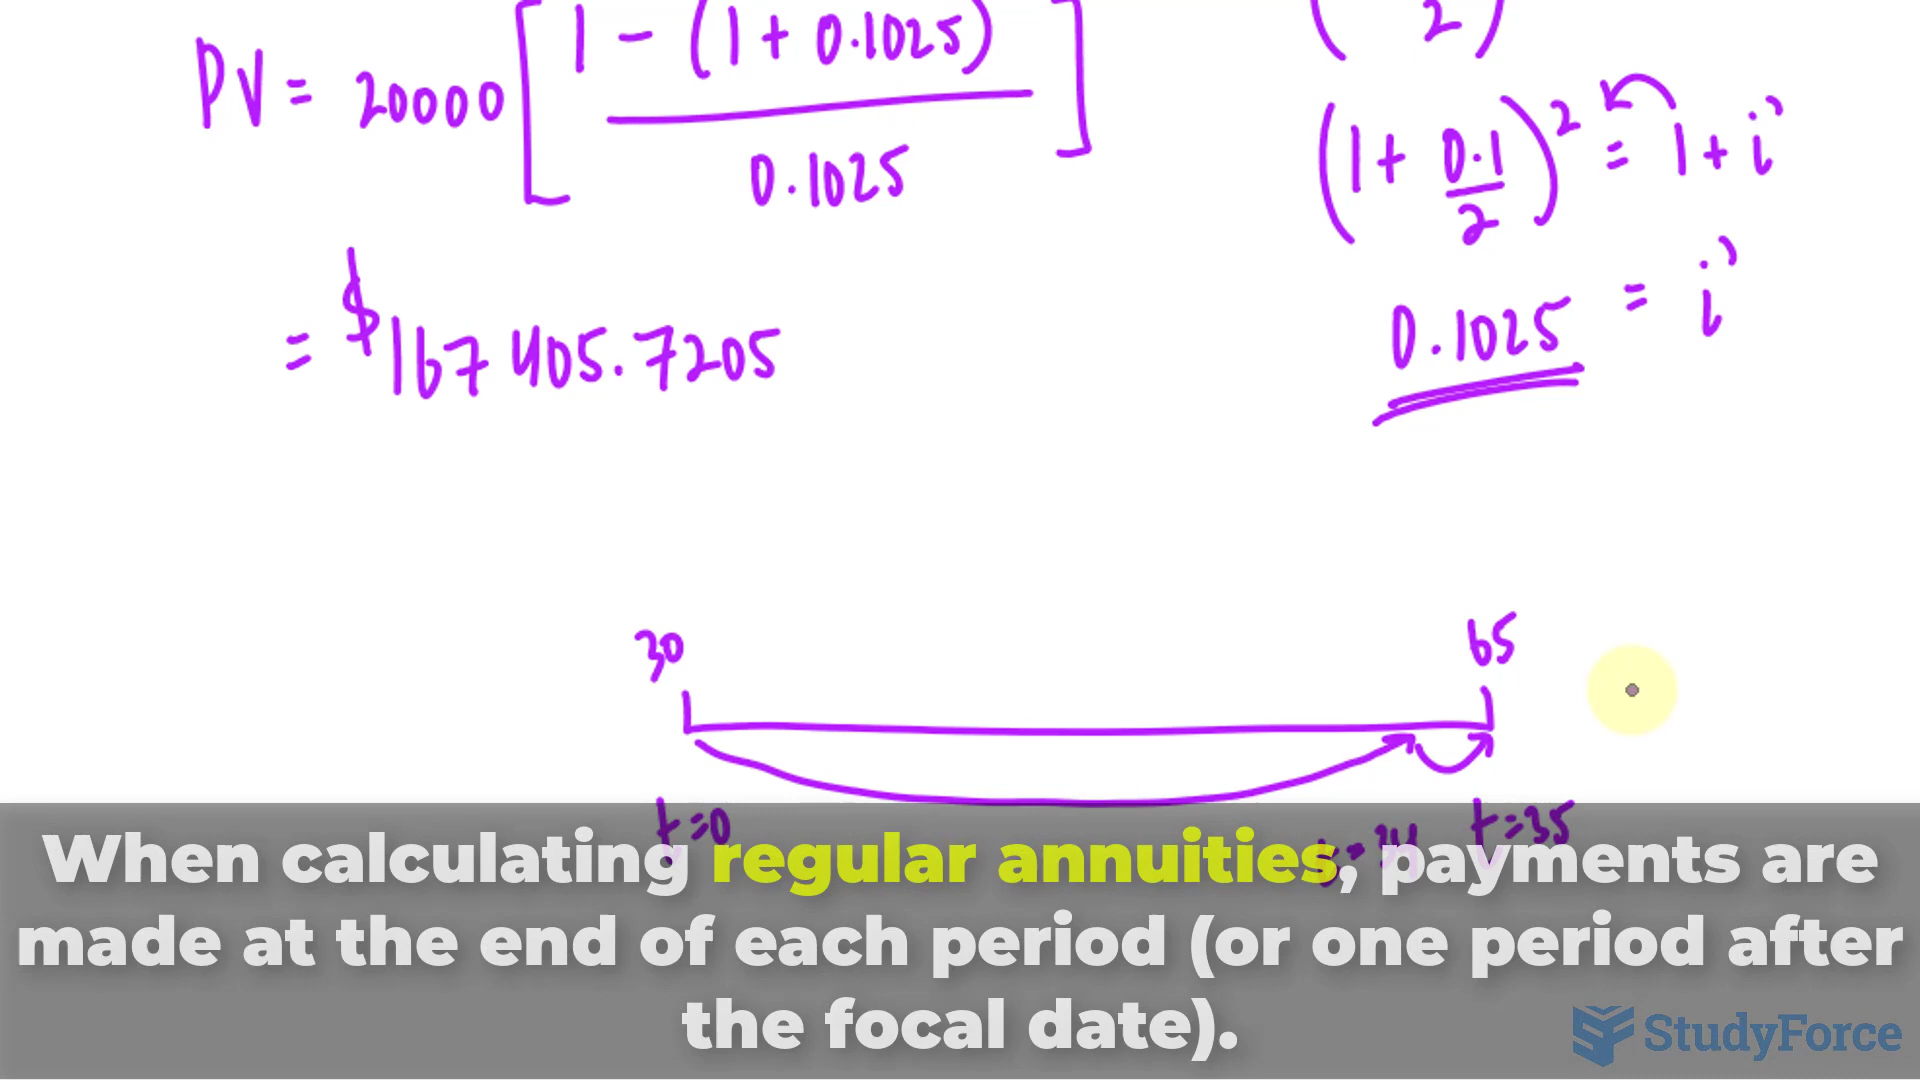 PV = 20000 [ 1 - (1 + 0.1025)
0.1025 ]
= $167 405.7205
2 )
(1 + 0.1/2)² = 1 + i
0.1025 = i
30
65
t=0
t=34
t=35
When calculating regular annuities, payments are
made at the end of each period (or one period after
the focal date).
StudyForce